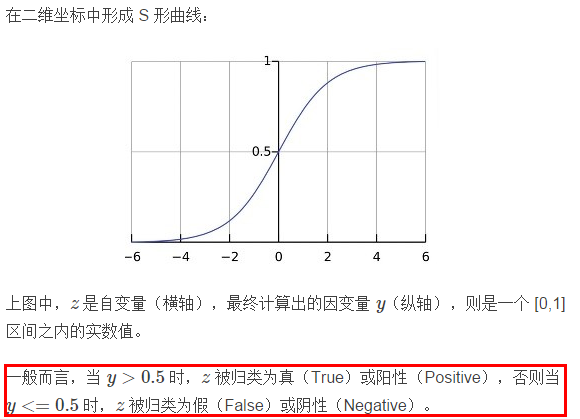 在二维坐标中形成 S 形曲线：
1
0.5
−6 −4 −2 0 2 4 6
上图中，z 是自变量（横轴），最终计算出的因变量 y（纵轴），则是一个 [0,1]
区间之内的实数值。
一般而言，当 y > 0.5 时，z 被归类为真（True）或阳性（Positive），否则当
y <= 0.5 时，z 被归类为假（False）或阴性（Negative）。